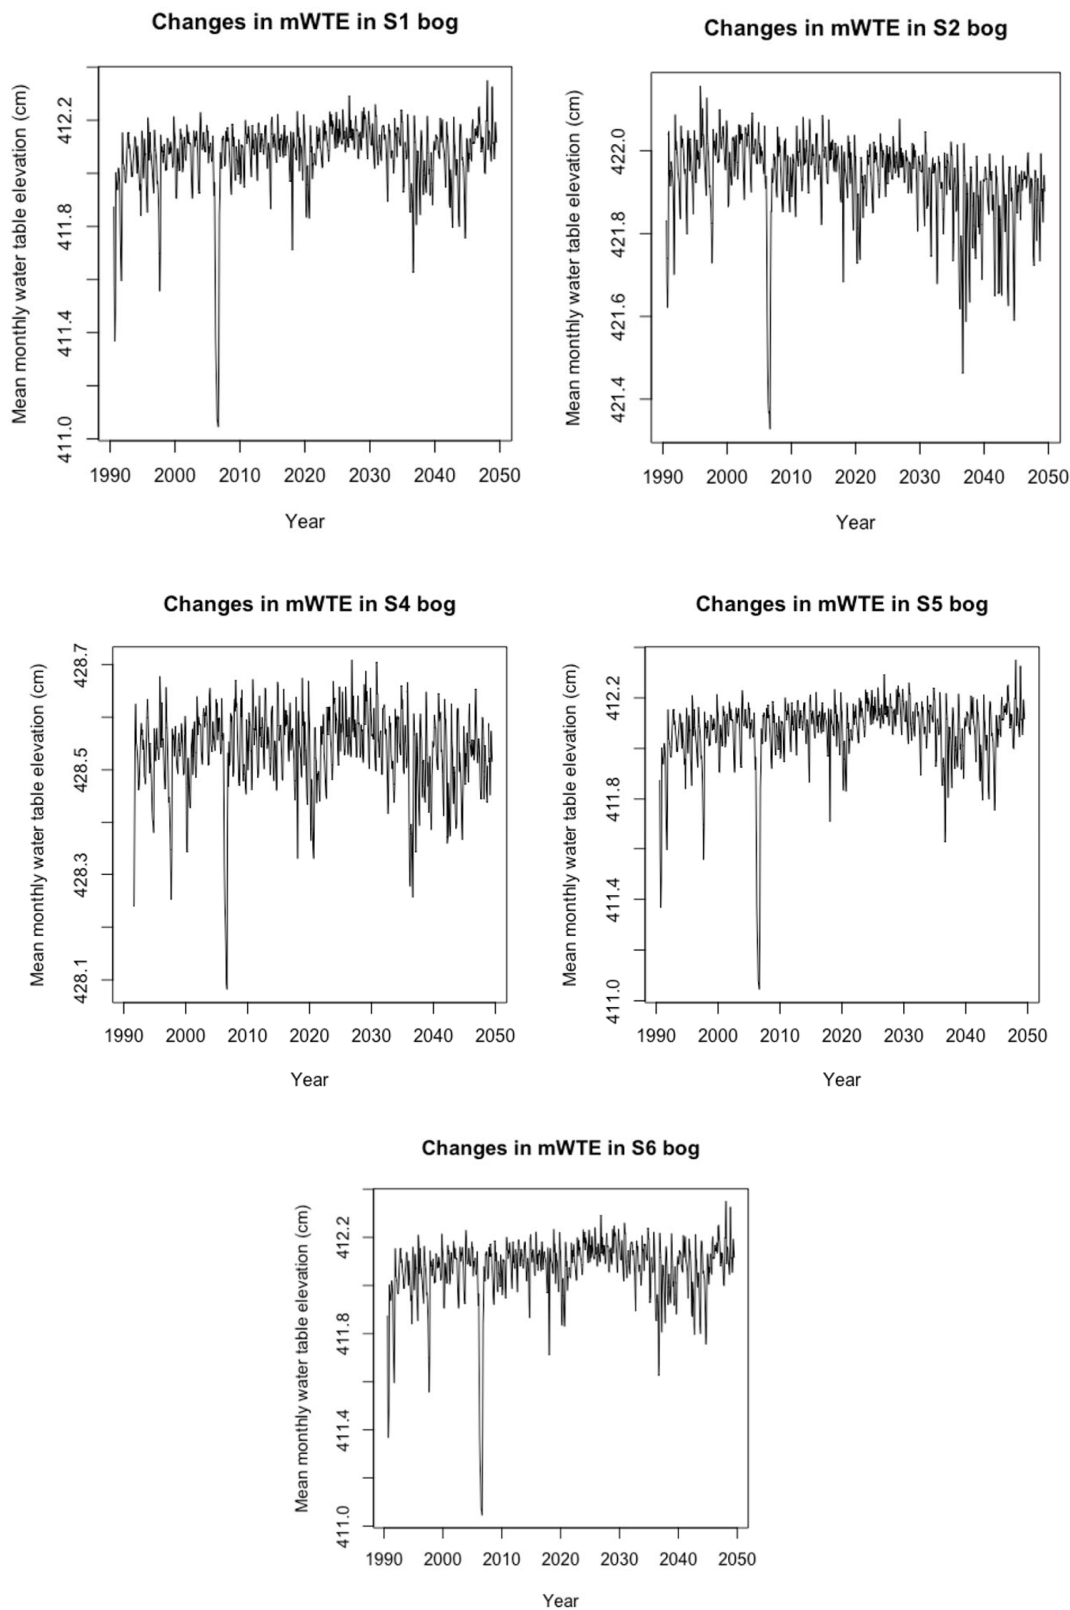 Changes in mWTE in S1 bog
Mean monthly water table elevation (cm)
412.2
411.8
411.4
411.0
1990 2000 2010 2020 2030 2040 2050
Year
Changes in mWTE in S2 bog
Mean monthly water table elevation (cm)
422.0
421.8
421.6
421.4
1990 2000 2010 2020 2030 2040 2050
Year
Changes in mWTE in S4 bog
Mean monthly water table elevation (cm)
428.7
428.5
428.3
428.1
1990 2000 2010 2020 2030 2040 2050
Year
Changes in mWTE in S5 bog
Mean monthly water table elevation (cm)
412.2
411.8
411.4
411.0
1990 2000 2010 2020 2030 2040 2050
Year
Changes in mWTE in S6 bog
Mean monthly water table elevation (cm)
412.2
411.8
411.4
411.0
1990 2000 2010 2020 2030 2040 2050
Year